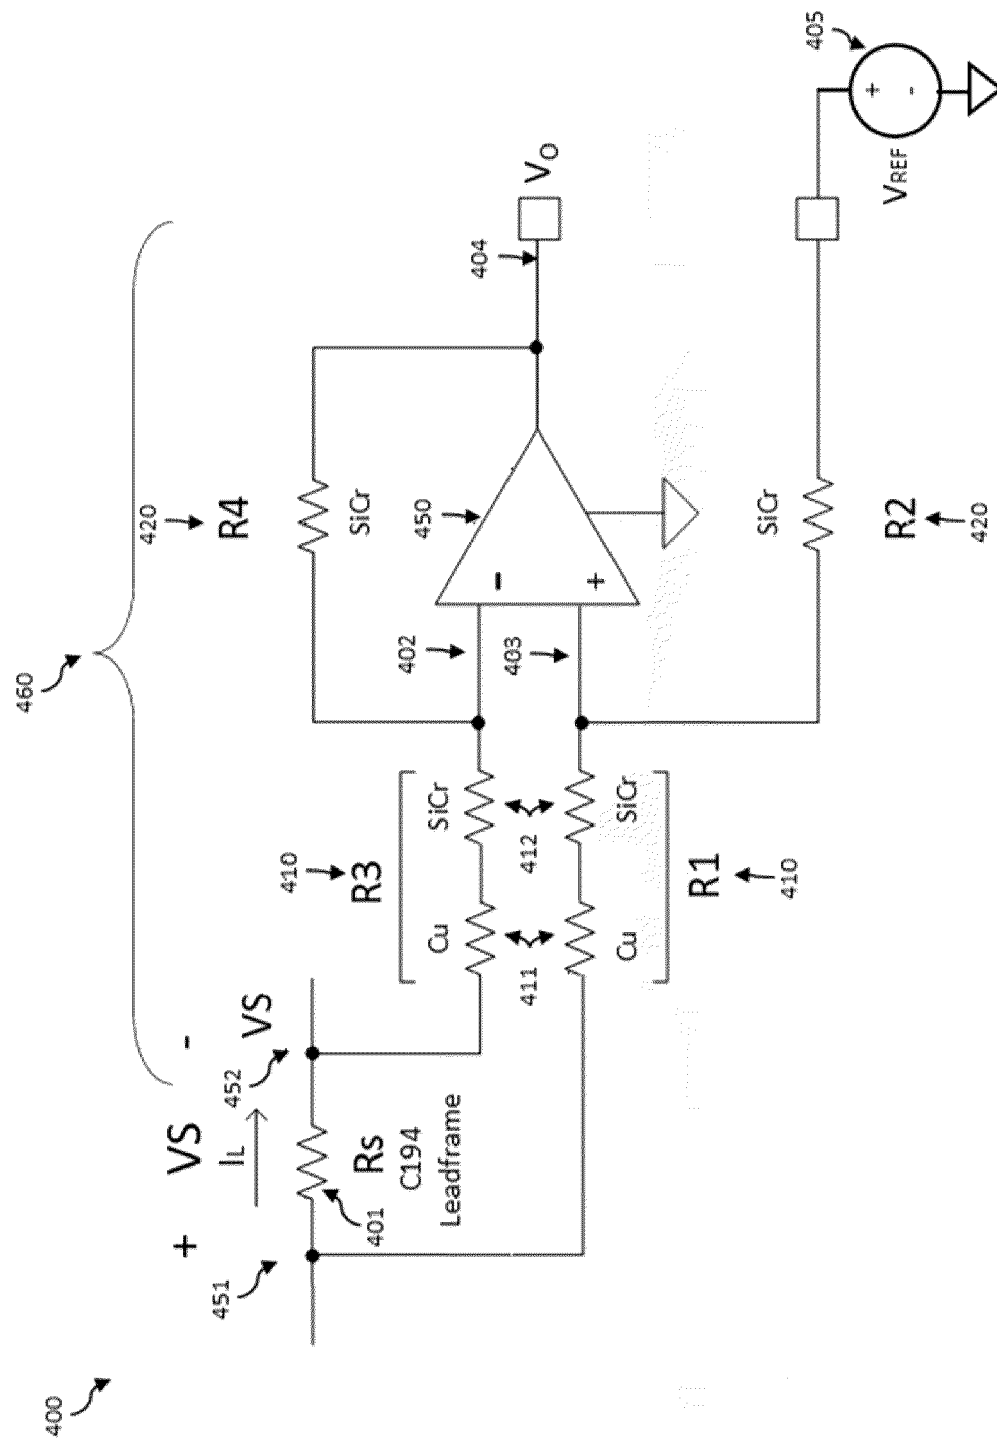 400
460
451
+
VS
-
IL
452
VS
401
Rs
C194
Leadframe
410
R3
Cu
SiCr
411
412
Cu
SiCr
R1
410
420
R4
SiCr
402
403
450
-
+
404
VO
SiCr
R2
420
405
+
-
VREF